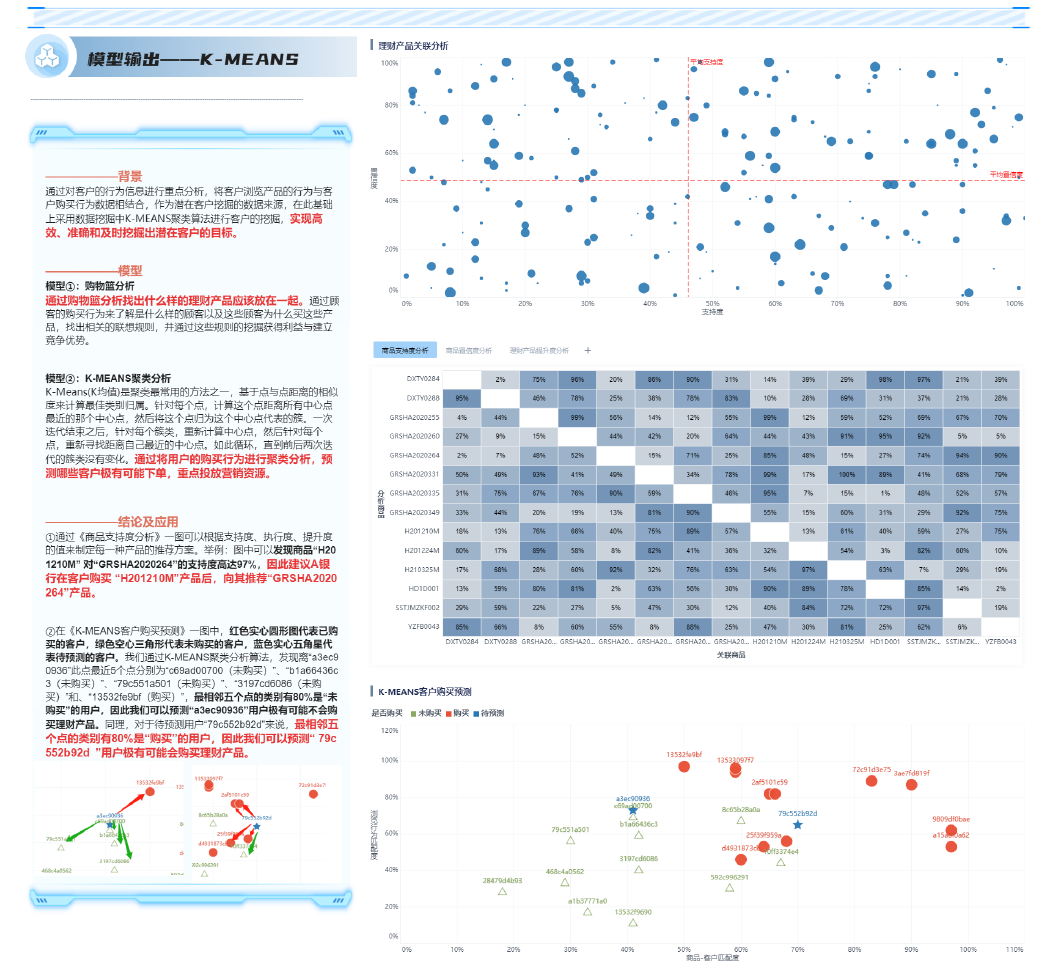 模型输出——K-MEANS
————背景
通过对客户的行为信息进行重点分析，将客户浏览产品的行为与客
户购买行为数据相结合，作为潜在客户挖掘的数据来源，在此基础
上采用数据挖掘中K-MEANS聚类算法进行客户的挖掘，实现高
效、准确和及时挖掘出潜在客户的目标。
————模型
模型①：购物篮分析
通过购物篮分析找出什么样的理财产品应该放在一起。通过顾
客的购买行为来了解是什么样的顾客以及这些顾客为什么买这些产
品，找出相关的联想规则，并通过这些规则的挖掘获得利益与建立
竞争优势。
模型②：K-MEANS聚类分析
K-Means(K均值)是聚类最常用的方法之一，基于点与点距离的相似
度来计算最佳类别归属。针对每个点，计算这个点距离所有中心点
最近的那个中心点，然后将这个点归为这个中心点代表的簇。一次
迭代结束之后，针对每个簇类，重新计算中心点，然后针对每个
点，重新寻找距离自己最近的中心点。如此循环，直到前后两次迭
代的簇类没有变化。通过将用户的购买行为进行聚类分析，预
测哪些客户极有可能下单，重点投放营销资源。
————结论及应用
①通过《商品支持度分析》一图可以根据支持度、执行度、提升度
的值来制定每一种产品的推荐方案。举例：图中可以发现商品“H20
1210M” 对“GRSHA2020264”的支持度高达97%，因此建议A银
行在客户购买 “H201210M”产品后，向其推荐“GRSHA2020
264”产品。
②在《K-MEANS客户购买预测》一图中，红色实心圆形图代表已购
买的客户，绿色空心三角形代表未购买的客户，蓝色实心五角星代
表待预测的客户。我们通过K-MEANS聚类分析算法，发现离“a3ec9
0936”此点最近5个点分别为“c69ad00700（未购买）”、“b1a66436c
3（未购买）”、“79c551a501（未购买）”、“3197cd6086（未购
买）”和、“13532fe9bf（购买）”，最相邻五个点的类别有80%是“未
购买”的用户，因此我们可以预测“a3ec90936”用户极有可能不会购
买理财产品。同理，对于待预测用户“79c552b92d”来说，最相邻五
个点的类别有80%是“购买”的用户，因此我们可以预测“ 79c
552b92d ”用户极有可能会购买理财产品。
13532fe9bf
a3ec90936
79c551a501
3197cd6086
468c4a0562
2af5101c59
8c65b28a0a
79c552b92d
72c91d3e7
理财产品关联分析
平均支持度
平均置信度
置信度
100%
80%
60%
40%
20%
0%
0% 10% 20% 30% 40% 50% 60% 70% 80% 90% 100%
支持度
商品支持度分析 商品置信度分析 理财产品提升度分析 +
分析商品
DXTY0284 2% 75% 96% 20% 86% 90% 31% 14% 39% 29% 98% 97% 21% 39%
DXTY0288 95% 46% 78% 25% 38% 78% 83% 10% 28% 69% 31% 37% 21% 28%
GRSHA2020255 4% 44% 99% 56% 14% 12% 55% 99% 12% 59% 52% 69% 67% 70%
GRSHA2020260 27% 9% 15% 44% 42% 20% 64% 44% 43% 91% 95% 92% 5% 5%
GRSHA2020264 2% 7% 48% 52% 15% 71% 25% 85% 48% 15% 27% 74% 94% 90%
GRSHA2020331 50% 49% 93% 41% 49% 34% 78% 99% 17% 100% 89% 41% 68% 79%
GRSHA2020335 31% 75% 67% 76% 90% 59% 46% 95% 7% 15% 1% 48% 52% 57%
GRSHA2020349 33% 44% 20% 19% 13% 81% 90% 55% 15% 60% 31% 29% 92% 75%
H201210M 18% 13% 76% 66% 40% 75% 89% 57% 13% 61% 40% 59% 27% 75%
H201224M 60% 17% 89% 58% 8% 82% 41% 36% 32% 54% 3% 82% 60% 10%
H210325M 17% 68% 28% 60% 92% 32% 76% 63% 54% 97% 63% 7% 29% 19%
HD1D001 13% 59% 80% 81% 2% 63% 56% 30% 90% 89% 78% 85% 14% 2%
SSTJMZKF002 29% 59% 22% 27% 5% 47% 30% 12% 40% 84% 72% 72% 97% 19%
YZFB0043 85% 66% 8% 60% 55% 8% 88% 25% 47% 30% 81% 25% 62% 6%
DXTY0284 DXTY0288 GRSHA20... GRSHA20... GRSHA20... GRSHA20... GRSHA20... GRSHA20... H201210M H201224M H210325M HD1D001 SSTJMZK... SSTJMZK... YZFB0043
关联商品
K-MEANS客户购买预测
是否购买 未购买 购买 待预测
浏览行为匹配度
120%
100%
80%
60%
40%
20%
0%
13532fe9bf
13533097f7
72c91d3e75
3ae7fd819f
2af5101c59
a3ec90936
c69ad00700
8c65b28a0a
79c552b92d
b1a66436c3
79c551a501
9809df0bae
25f39f959a
3197cd6086
468c4a0562
592c996291
28479d4b93
a1b37771a0
13532f9690
0% 10% 20% 30% 40% 50% 60% 70% 80% 90% 100% 110%
商品-客户匹配度